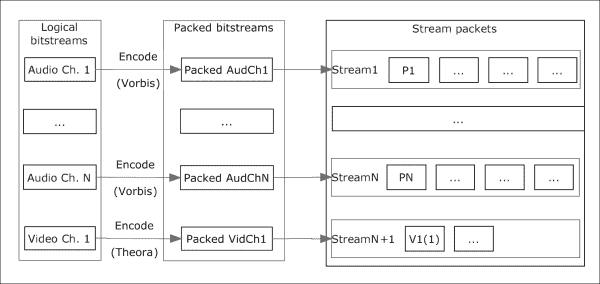 Logical
bitstreams
Packed bitstreams
Stream packets
Audio Ch. 1
Encode
(Vorbis)
Packed AudCh1
Stream1
P1
...
...
...
...
...
...
Audio Ch. N
Encode
(Vorbis)
Packed AudChN
StreamN
PN
...
...
...
Video Ch. 1
Encode
(Theora)
Packed VidCh1
StreamN+1
V1(1)
...